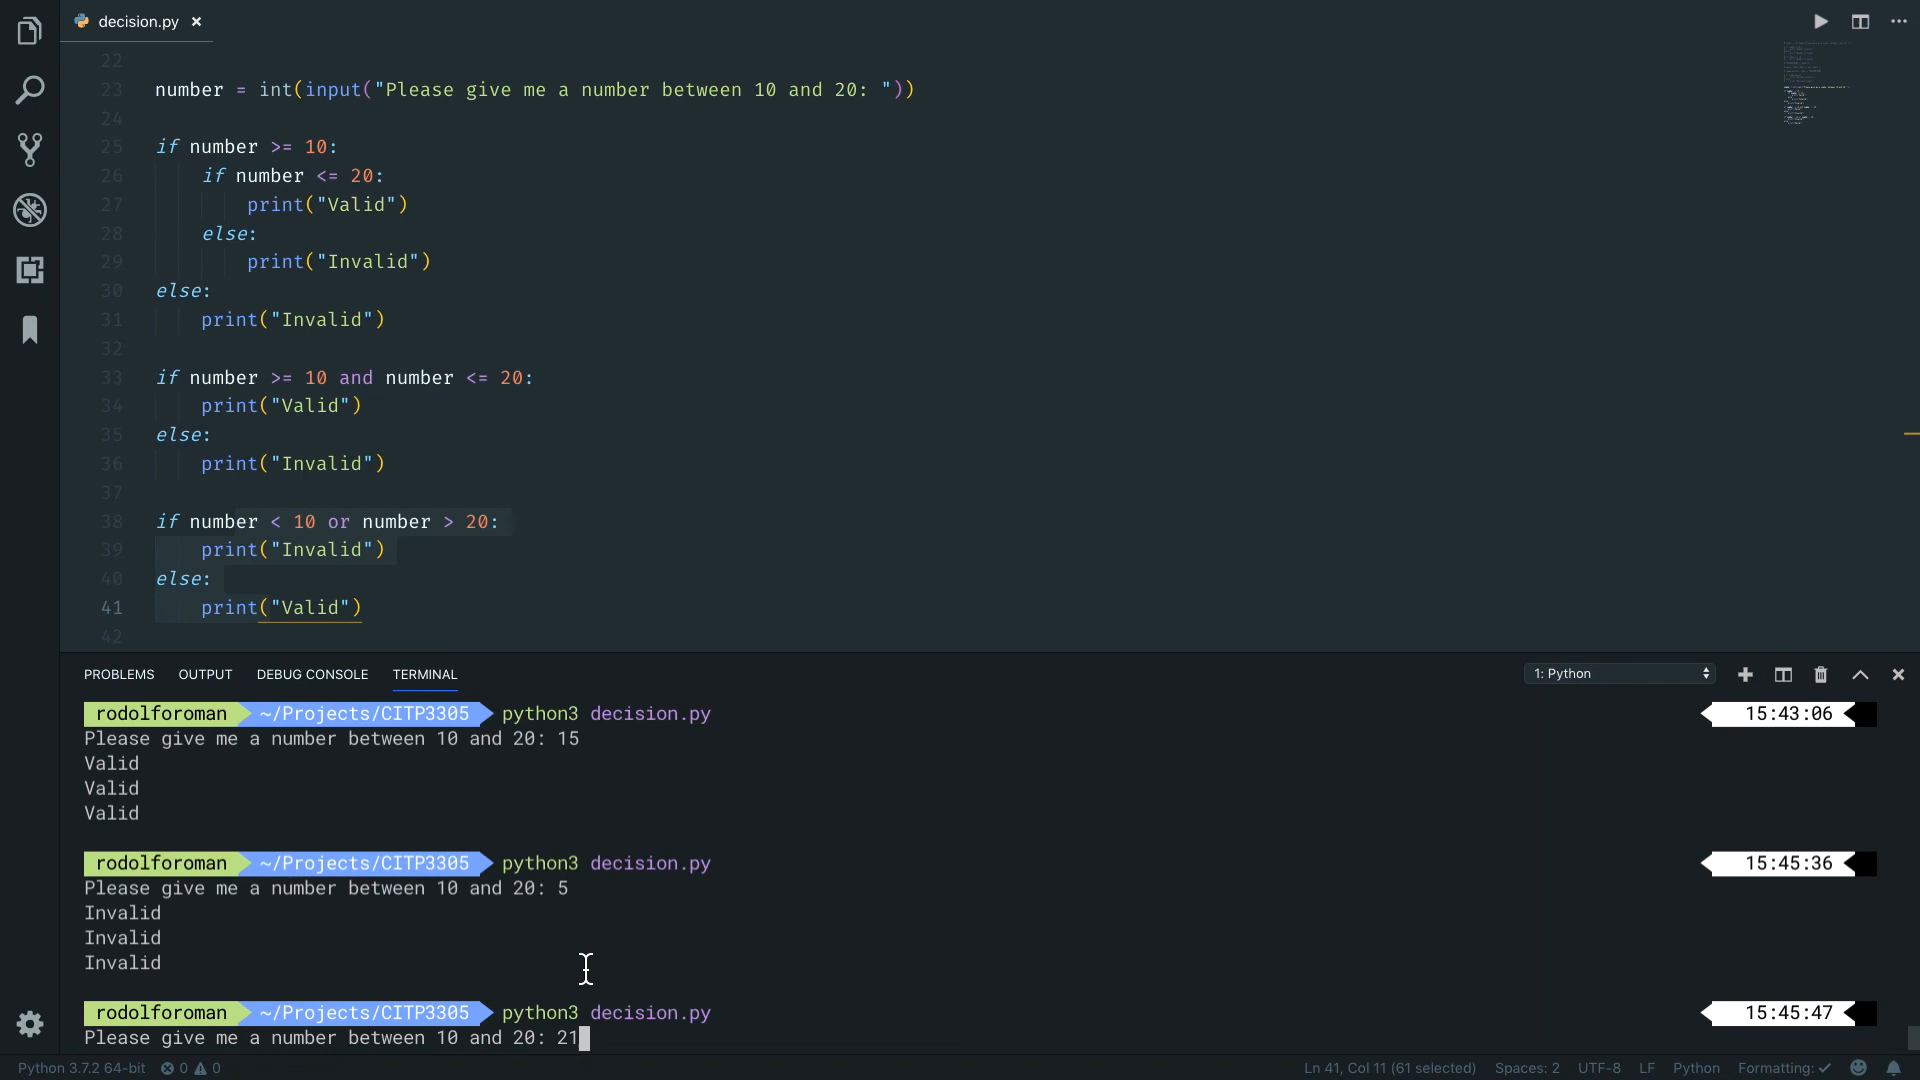 decision.py
22
23 number = int(input("Please give me a number between 10 and 20: "))
24
25 if number >= 10:
26 if number <= 20:
27 print("Valid")
28 else:
29 print("Invalid")
30 else:
31 print("Invalid")
32
33 if number >= 10 and number <= 20:
34 print("Valid")
35 else:
36 print("Invalid")
37
38 if number < 10 or number > 20:
39 print("Invalid")
40 else:
41 print("Valid")
42
PROBLEMS OUTPUT DEBUG CONSOLE TERMINAL 1: Python
rodolforoman ~/Projects/CITP3305 python3 decision.py 15:43:06
Please give me a number between 10 and 20: 15
Valid
Valid
Valid
rodolforoman ~/Projects/CITP3305 python3 decision.py 15:45:36
Please give me a number between 10 and 20: 5
Invalid
Invalid
Invalid
rodolforoman ~/Projects/CITP3305 python3 decision.py 15:45:47
Please give me a number between 10 and 20: 21
Python 3.7.2 64-bit 0 0 Ln 41, Col 11 (61 selected) Spaces: 2 UTF-8 LF Python Formatting: ✓